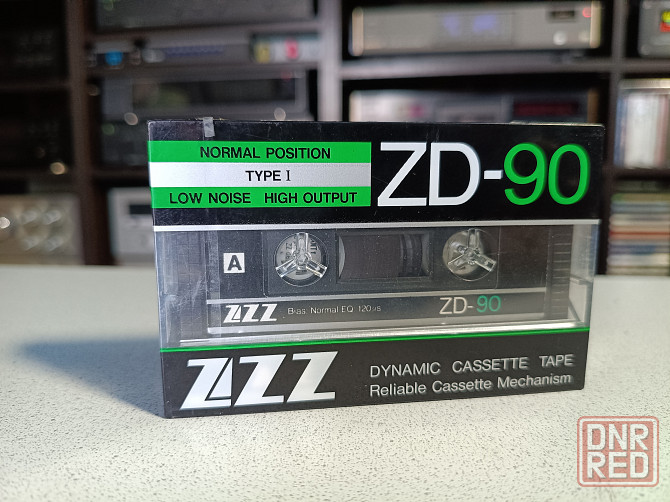 NORMAL POSITION
TYPE I
LOW NOISE HIGH OUTPUT
ZD-90
A
ZZZ Bias: Normal EQ: 120μs ZD-90
ZZZ
DYNAMIC CASSETTE TAPE
Reliable Cassette Mechanism
DNR
RED